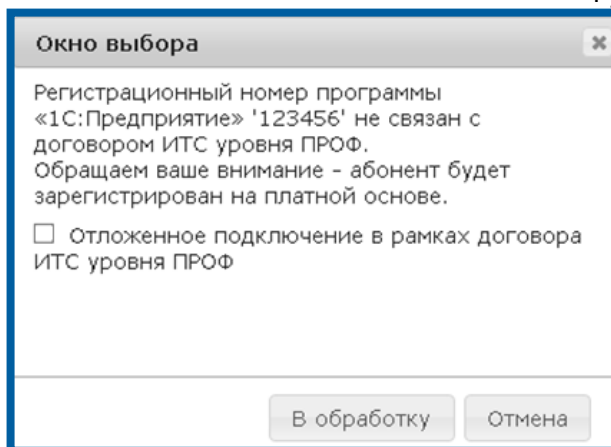 Окно выбора
Регистрационный номер программы
«1С:Предприятие» '123456' не связан с
договором ИТС уровня ПРОФ.
Обращаем ваше внимание – абонент будет
зарегистрирован на платной основе.
Отложенное подключение в рамках договора
ИТС уровня ПРОФ
В обработку
Отмена